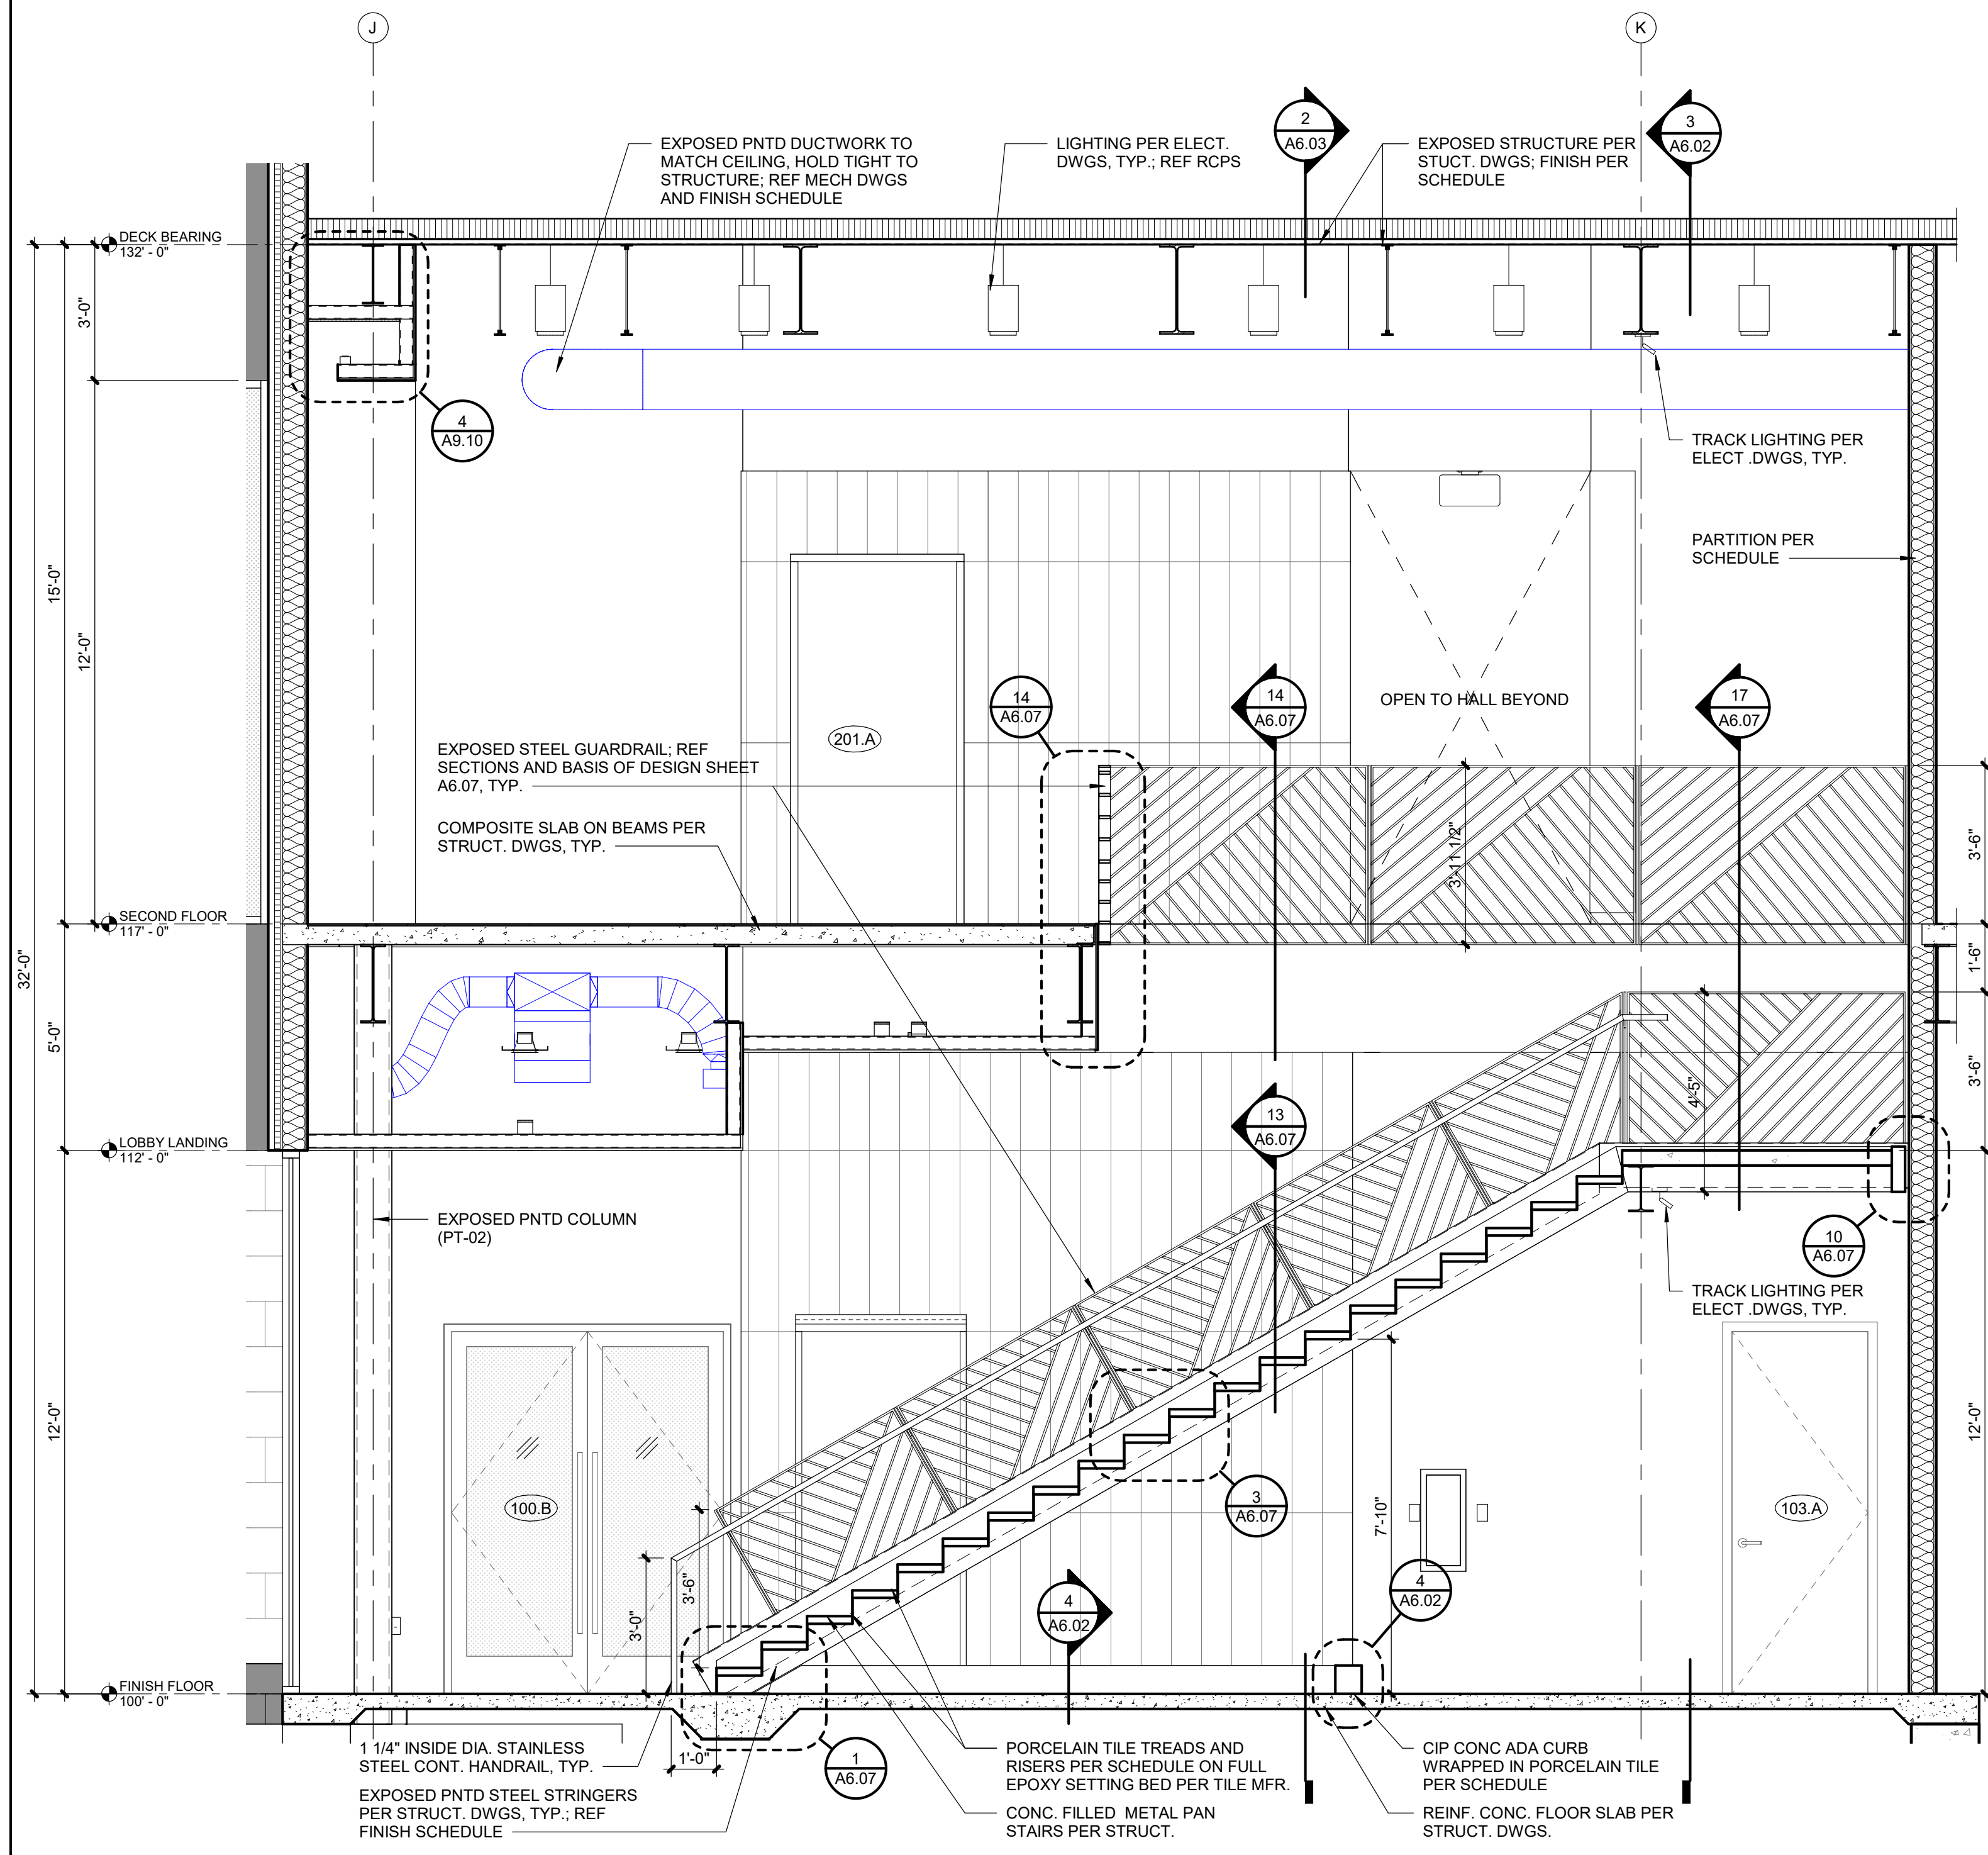 J
K
2
A6.03
3
A6.02
EXPOSED PNTD DUCTWORK TO
MATCH CEILING, HOLD TIGHT TO
STRUCTURE; REF MECH DWGS
AND FINISH SCHEDULE
LIGHTING PER ELECT.
DWGS, TYP.; REF RCPS
EXPOSED STRUCTURE PER
STUCT. DWGS; FINISH PER
SCHEDULE
DECK BEARING
132' - 0"
3'-0"
4
A9.10
TRACK LIGHTING PER
ELECT .DWGS, TYP.
PARTITION PER
SCHEDULE
15'-0"
12'-0"
32'-0"
201.A
14
A6.07
14
A6.07
OPEN TO HALL BEYOND
17
A6.07
EXPOSED STEEL GUARDRAIL; REF
SECTIONS AND BASIS OF DESIGN SHEET
A6.07, TYP.
COMPOSITE SLAB ON BEAMS PER
STRUCT. DWGS, TYP.
3'-11 1/2"
3'-6"
SECOND FLOOR
117' - 0"
1'-6"
5'-0"
3'-6"
4'-5"
13
A6.07
LOBBY LANDING
112' - 0"
EXPOSED PNTD COLUMN
(PT-02)
10
A6.07
TRACK LIGHTING PER
ELECT .DWGS, TYP.
12'-0"
12'-0"
100.B
3
A6.07
7'-10"
103.A
3'-6"
3'-0"
4
A6.02
4
A6.02
FINISH FLOOR
100' - 0"
1'-0"
1
A6.07
1 1/4" INSIDE DIA. STAINLESS
STEEL CONT. HANDRAIL, TYP.
EXPOSED PNTD STEEL STRINGERS
PER STRUCT. DWGS, TYP.; REF
FINISH SCHEDULE
PORCELAIN TILE TREADS AND
RISERS PER SCHEDULE ON FULL
EPOXY SETTING BED PER TILE MFR.
CONC. FILLED  METAL PAN
STAIRS PER STRUCT.
CIP CONC ADA CURB
WRAPPED IN PORCELAIN TILE
PER SCHEDULE
REINF. CONC. FLOOR SLAB PER
STRUCT. DWGS.